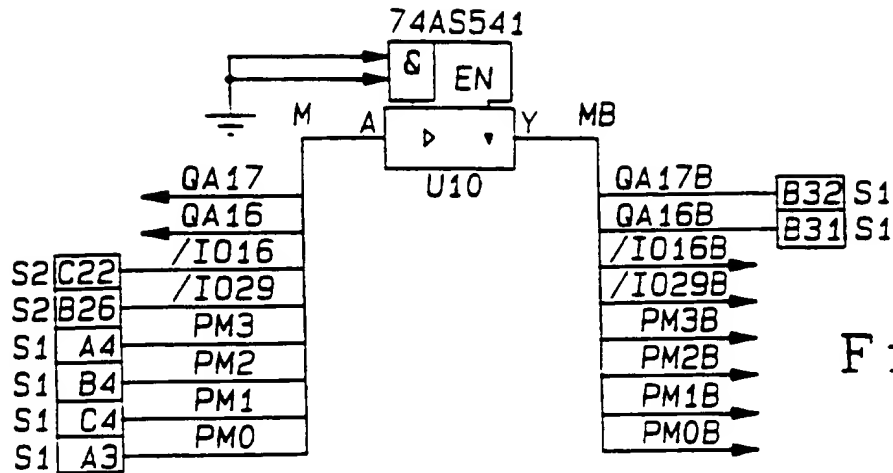 74AS541
&
EN
M
A
Y
MB
U10
QA17
QA17B
B32 S1
QA16
QA16B
B31 S1
/IO16
/IO16B
S2 C22
/IO29
/IO29B
S2 B26
PM3
PM3B
S1 A4
PM2
PM2B
S1 B4
PM1
PM1B
S1 C4
PM0
PM0B
S1 A3
F